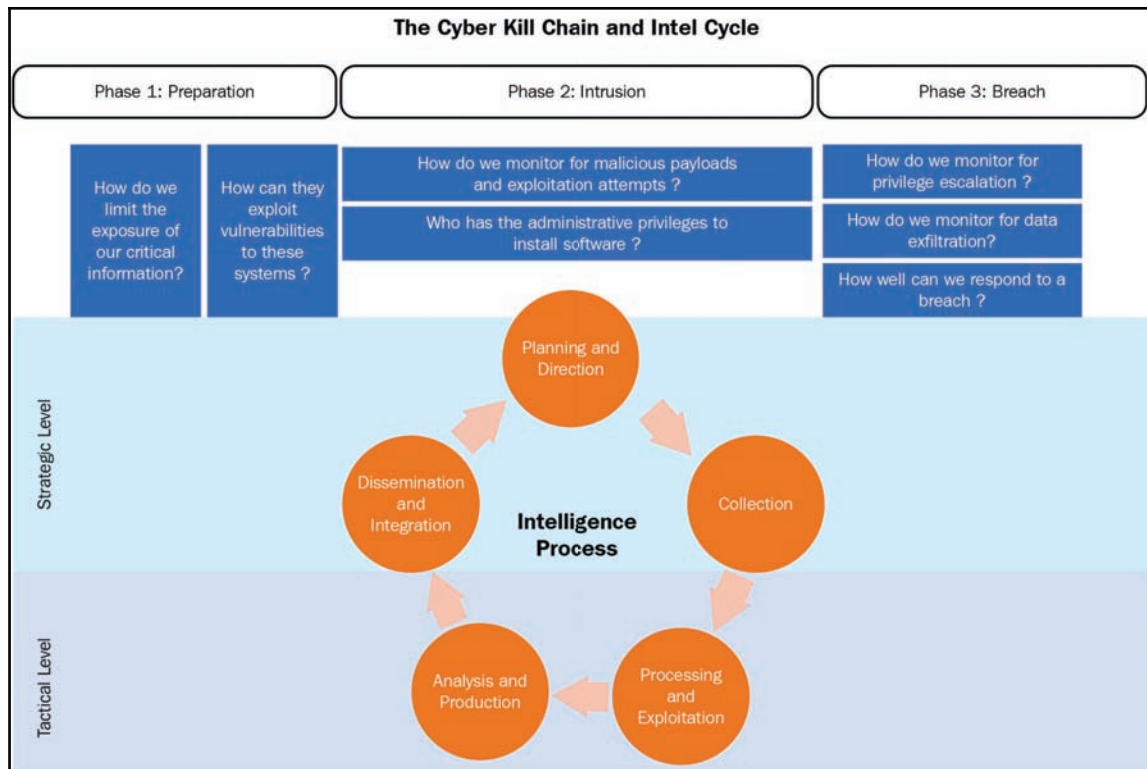 The Cyber Kill Chain and Intel Cycle
Phase 1: Preparation
Phase 2: Intrusion
Phase 3: Breach
How do we
limit the
exposure of
our critical
information?
How can they
exploit
vulnerabilities
to these
systems ?
How do we monitor for malicious payloads
and exploitation attempts ?
Who has the administrative privileges to
install software ?
How do we monitor for
privilege escalation ?
How do we monitor for data
exfiltration?
How well can we respond to a
breach ?
Strategic Level
Planning and
Direction
Dissemination
and
Integration
Collection
Intelligence
Process
Tactical Level
Analysis and
Production
Processing
and
Exploitation